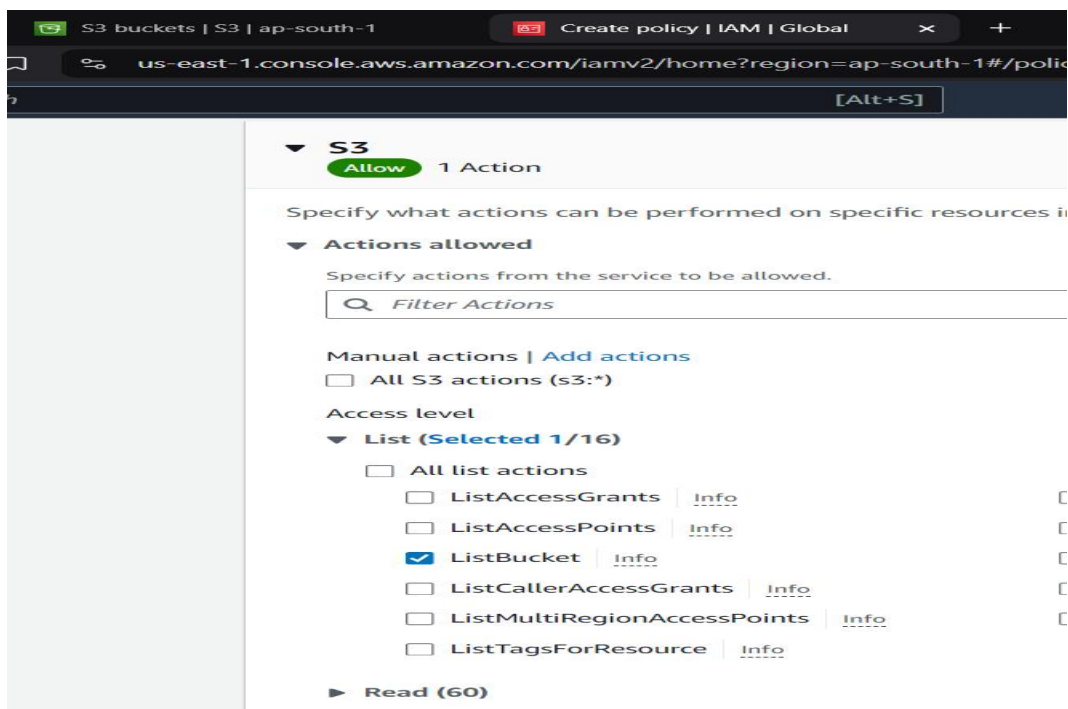 S3 buckets | S3 | ap-south-1
Create policy | IAM | Global × +
us-east-1.console.aws.amazon.com/iamv2/home?region=ap-south-1#/polic
[Alt+S]
S3
Allow 1 Action
Specify what actions can be performed on specific resources i
Actions allowed
Specify actions from the service to be allowed.
Filter Actions
Manual actions | Add actions
All S3 actions (s3:*)
Access level
List (Selected 1/16)
All list actions
ListAccessGrants Info
ListAccessPoints Info
ListBucket Info
ListCallerAccessGrants Info
ListMultiRegionAccessPoints Info
ListTagsForResource Info
Read (60)